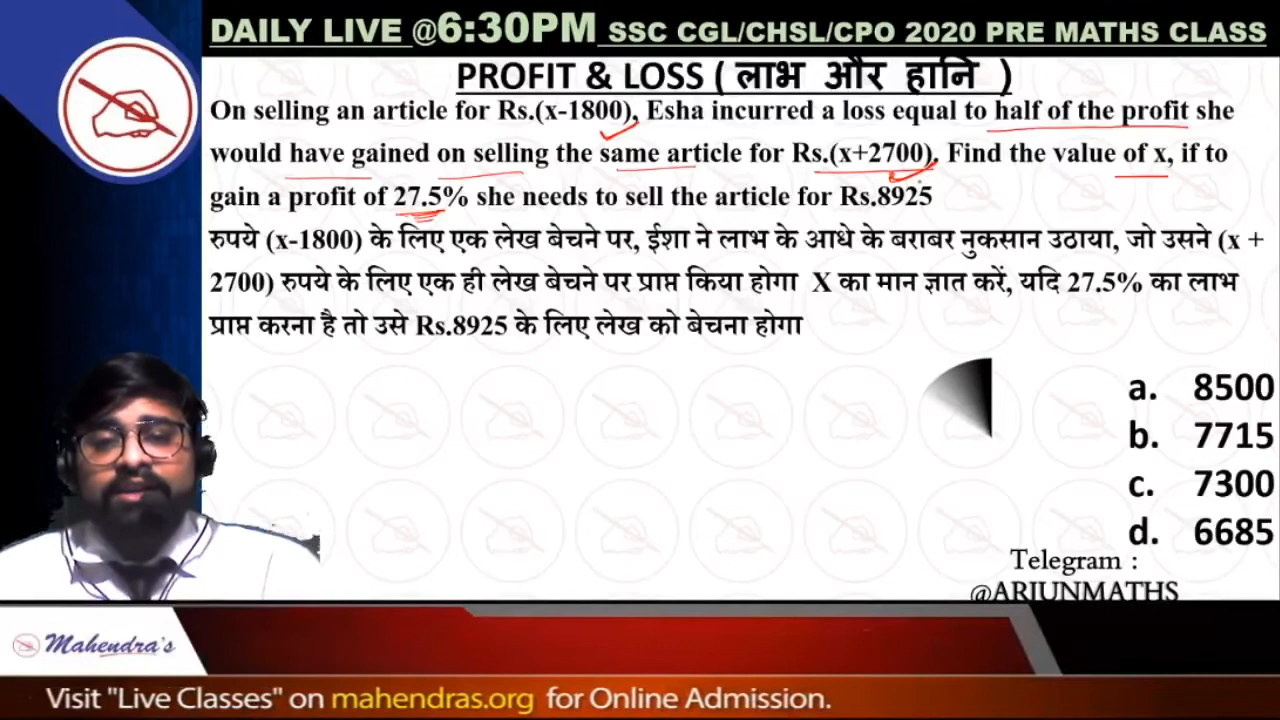 DAILY LIVE @6:30PM SSC CGL/CHSL/CPO 2020 PRE MATHS CLASS
PROFIT & LOSS ( लाभ और हानि )
On selling an article for Rs.(x-1800), Esha incurred a loss equal to half of the profit she
would have gained on selling the same article for Rs.(x+2700). Find the value of x, if to
gain a profit of 27.5% she needs to sell the article for Rs.8925
रुपये (x-1800) के लिए एक लेख बेचने पर, ईशा ने लाभ के आधे के बराबर नुकसान उठाया, जो उसने (x +
2700) रुपये के लिए एक ही लेख बेचने पर प्राप्त किया होगा X का मान ज्ञात करें, यदि 27.5% का लाभ
प्राप्त करना है तो उसे Rs.8925 के लिए लेख को बेचना होगा
a. 8500
b. 7715
c. 7300
d. 6685
Telegram :
@ARJUNMATHS
Mahendra's
Visit "Live Classes" on mahendras.org for Online Admission.